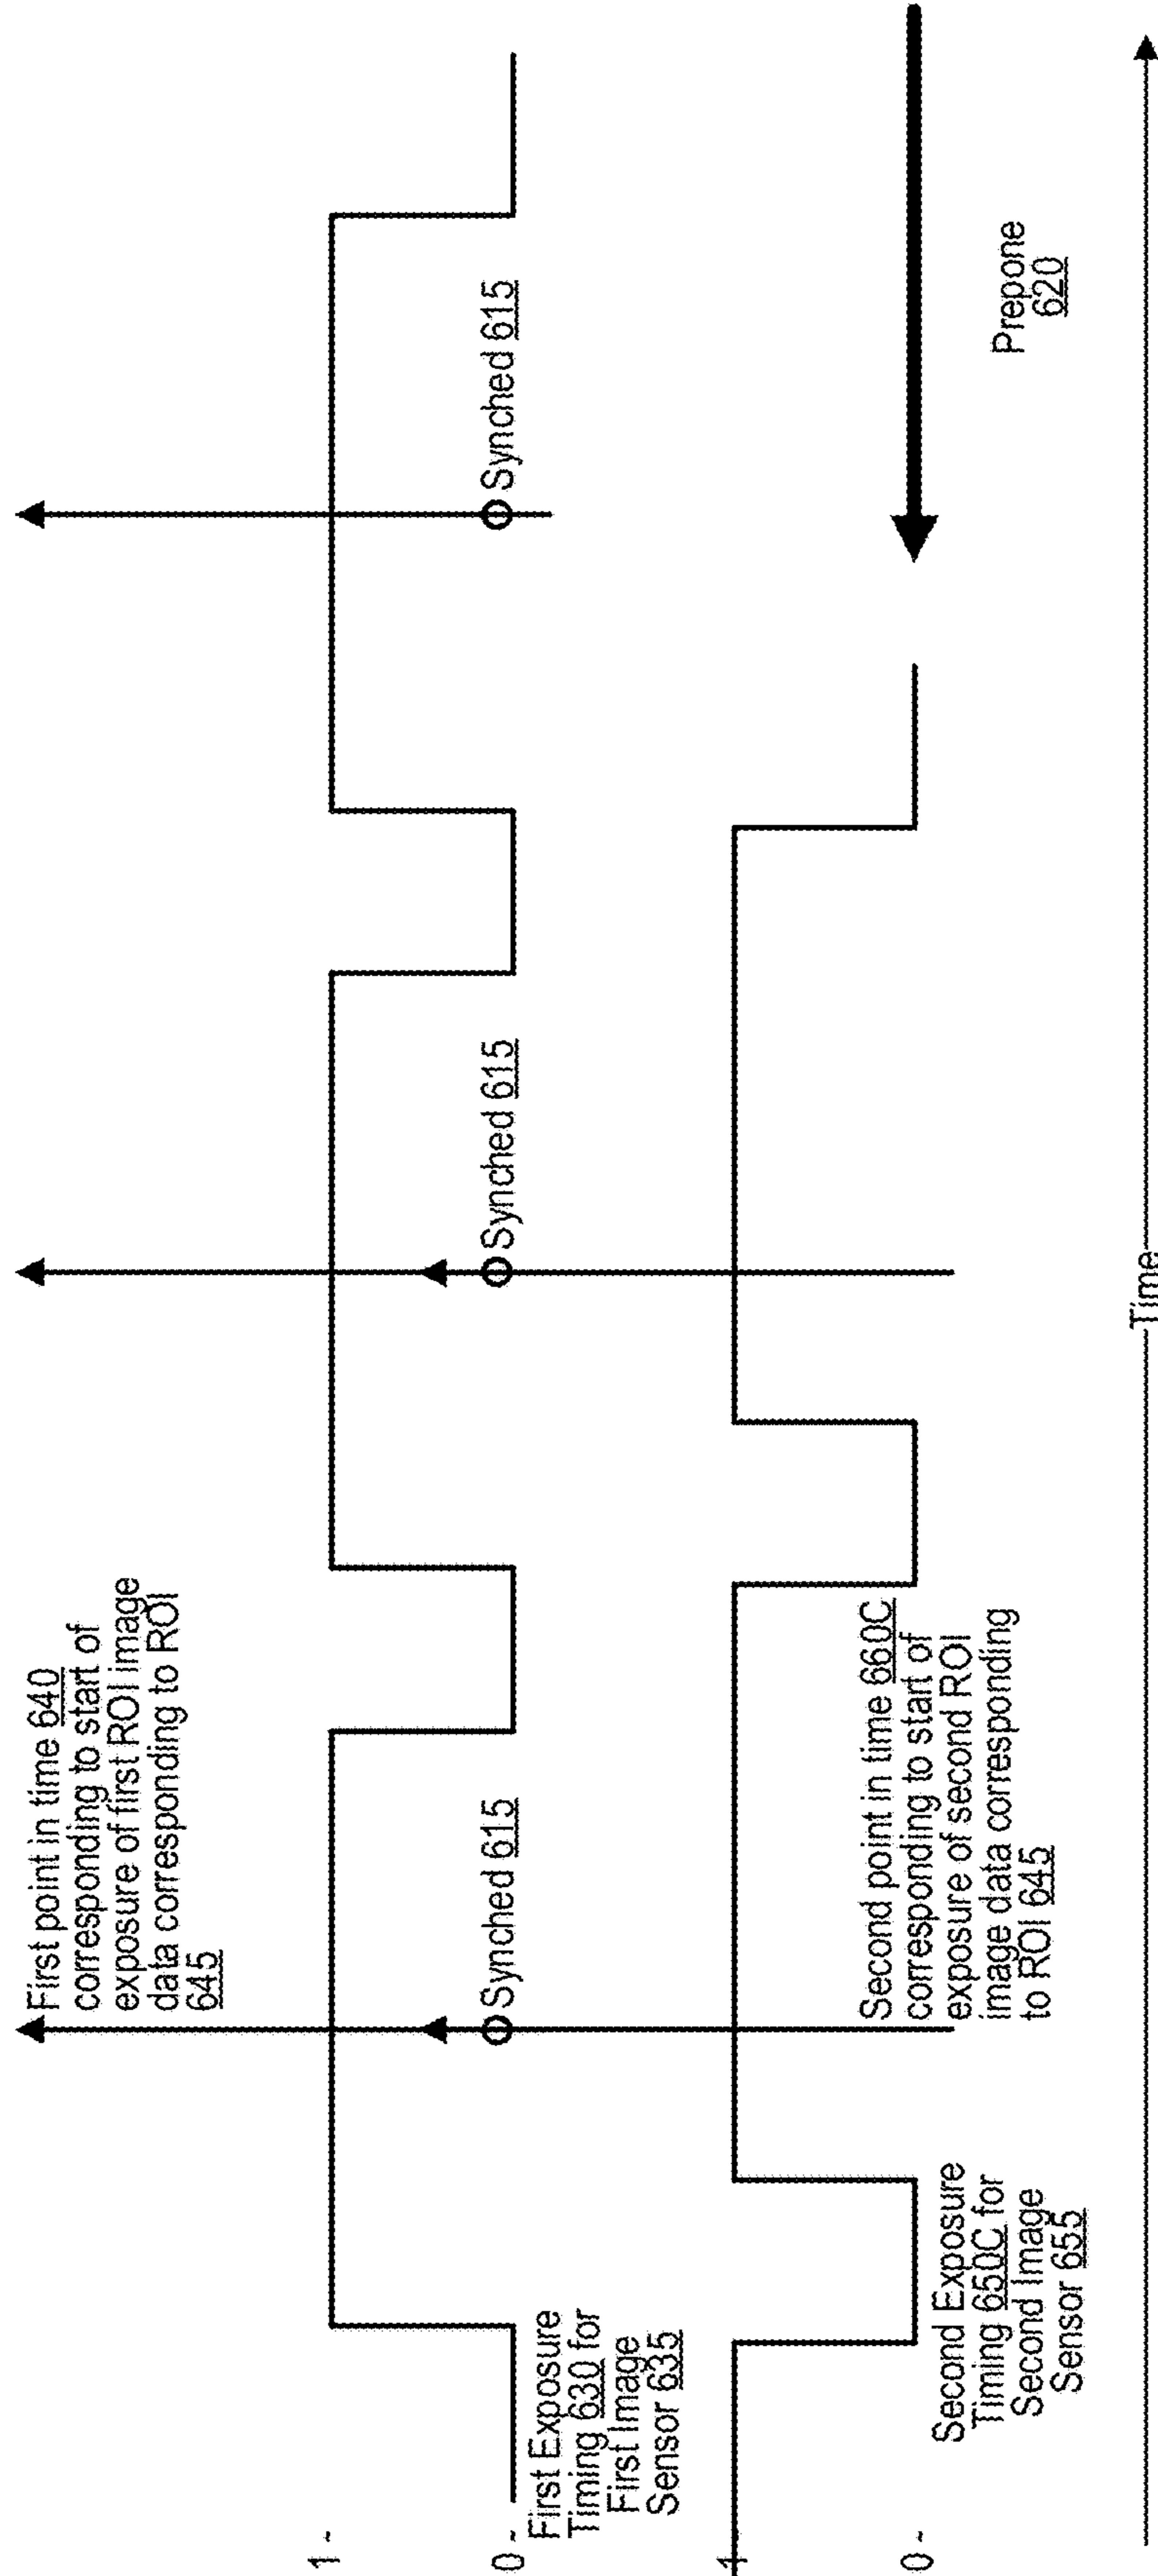 First point in time 640
corresponding to start of
exposure of first ROI image
data corresponding to ROI
645
1 -
0 -
Synched 615
Synched 615
Synched 615
First Exposure
Timing 630 for
First Image
Sensor 635
Second point in time 660C
corresponding to start of
exposure of second ROI
image data corresponding
to ROI 645
1
0 -
Second Exposure
Timing 650C for
Second Image
Sensor 655
Prepone
620
Time